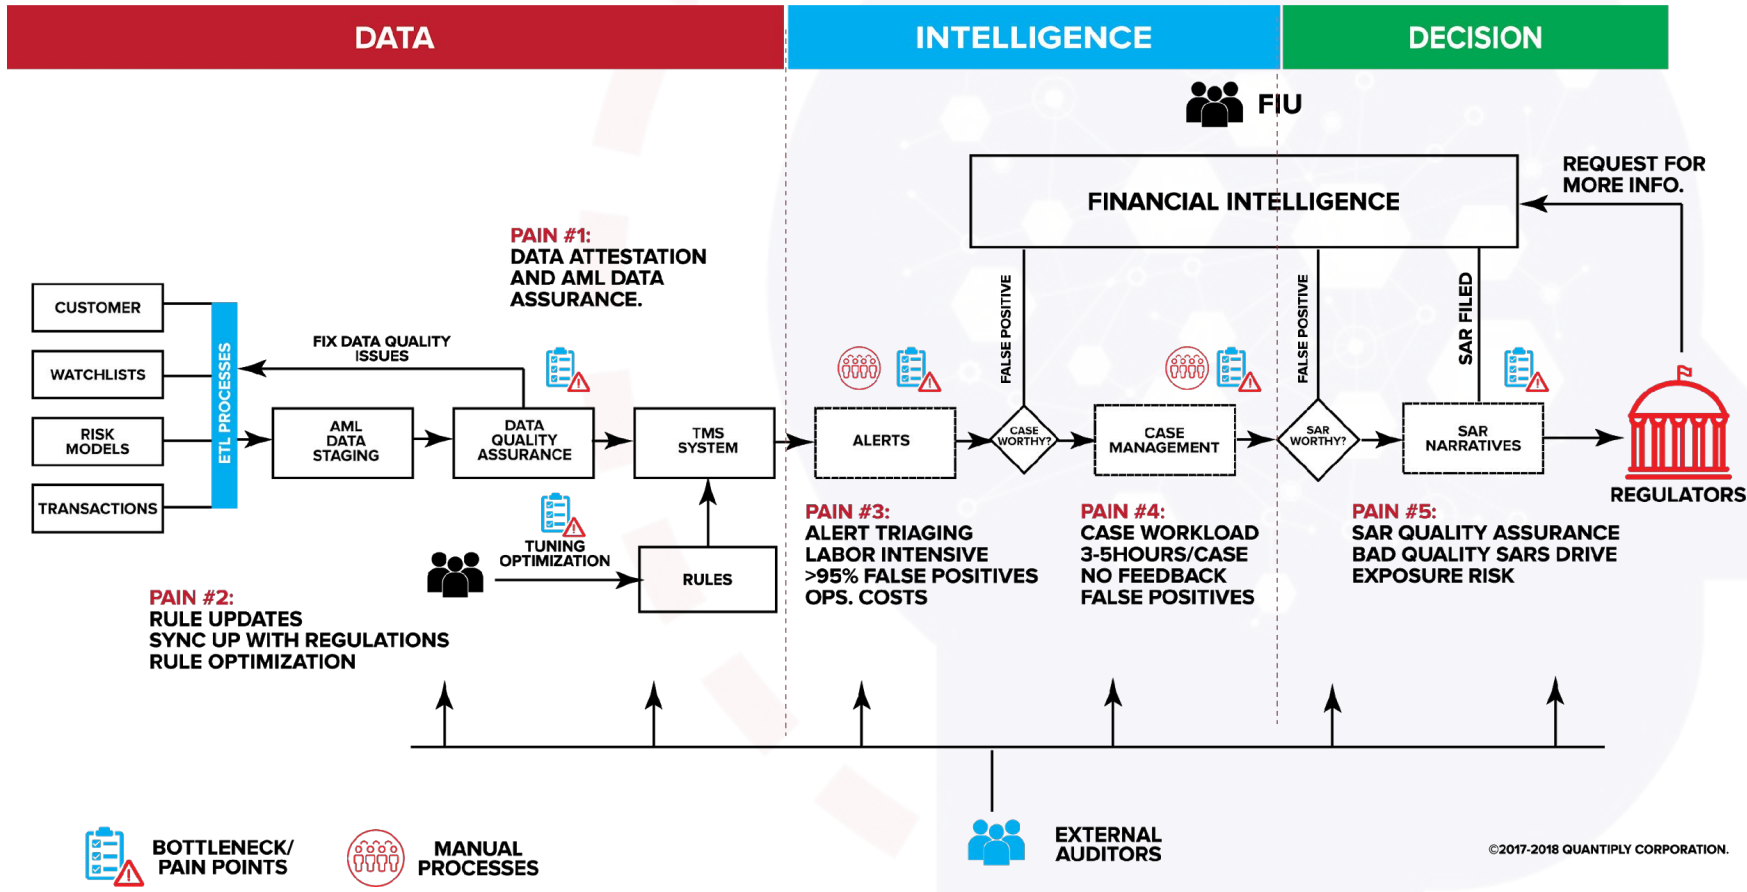 DATA
INTELLIGENCE
DECISION
FIU
FINANCIAL INTELLIGENCE
REQUEST FOR
MORE INFO.
PAIN #1:
DATA ATTESTATION
AND AML DATA
ASSURANCE.
CUSTOMER
WATCHLISTS
RISK
MODELS
TRANSACTIONS
ETL PROCESSES
FIX DATA QUALITY
ISSUES
AML
DATA
STAGING
DATA
QUALITY
ASSURANCE
TMS
SYSTEM
ALERTS
FALSE POSITIVE
CASE
WORTHY?
CASE
MANAGEMENT
FALSE POSITIVE
SAR
WORTHY?
SAR FILED
SAR
NARRATIVES
REGULATORS
TUNING
OPTIMIZATION
RULES
PAIN #2:
RULE UPDATES
SYNC UP WITH REGULATIONS
RULE OPTIMIZATION
PAIN #3:
ALERT TRIAGING
LABOR INTENSIVE
>95% FALSE POSITIVES
OPS. COSTS
PAIN #4:
CASE WORKLOAD
3-5HOURS/CASE
NO FEEDBACK
FALSE POSITIVES
PAIN #5:
SAR QUALITY ASSURANCE
BAD QUALITY SARS DRIVE
EXPOSURE RISK
BOTTLENECK/
PAIN POINTS
MANUAL
PROCESSES
EXTERNAL
AUDITORS
©2017-2018 QUANTIPLY CORPORATION.